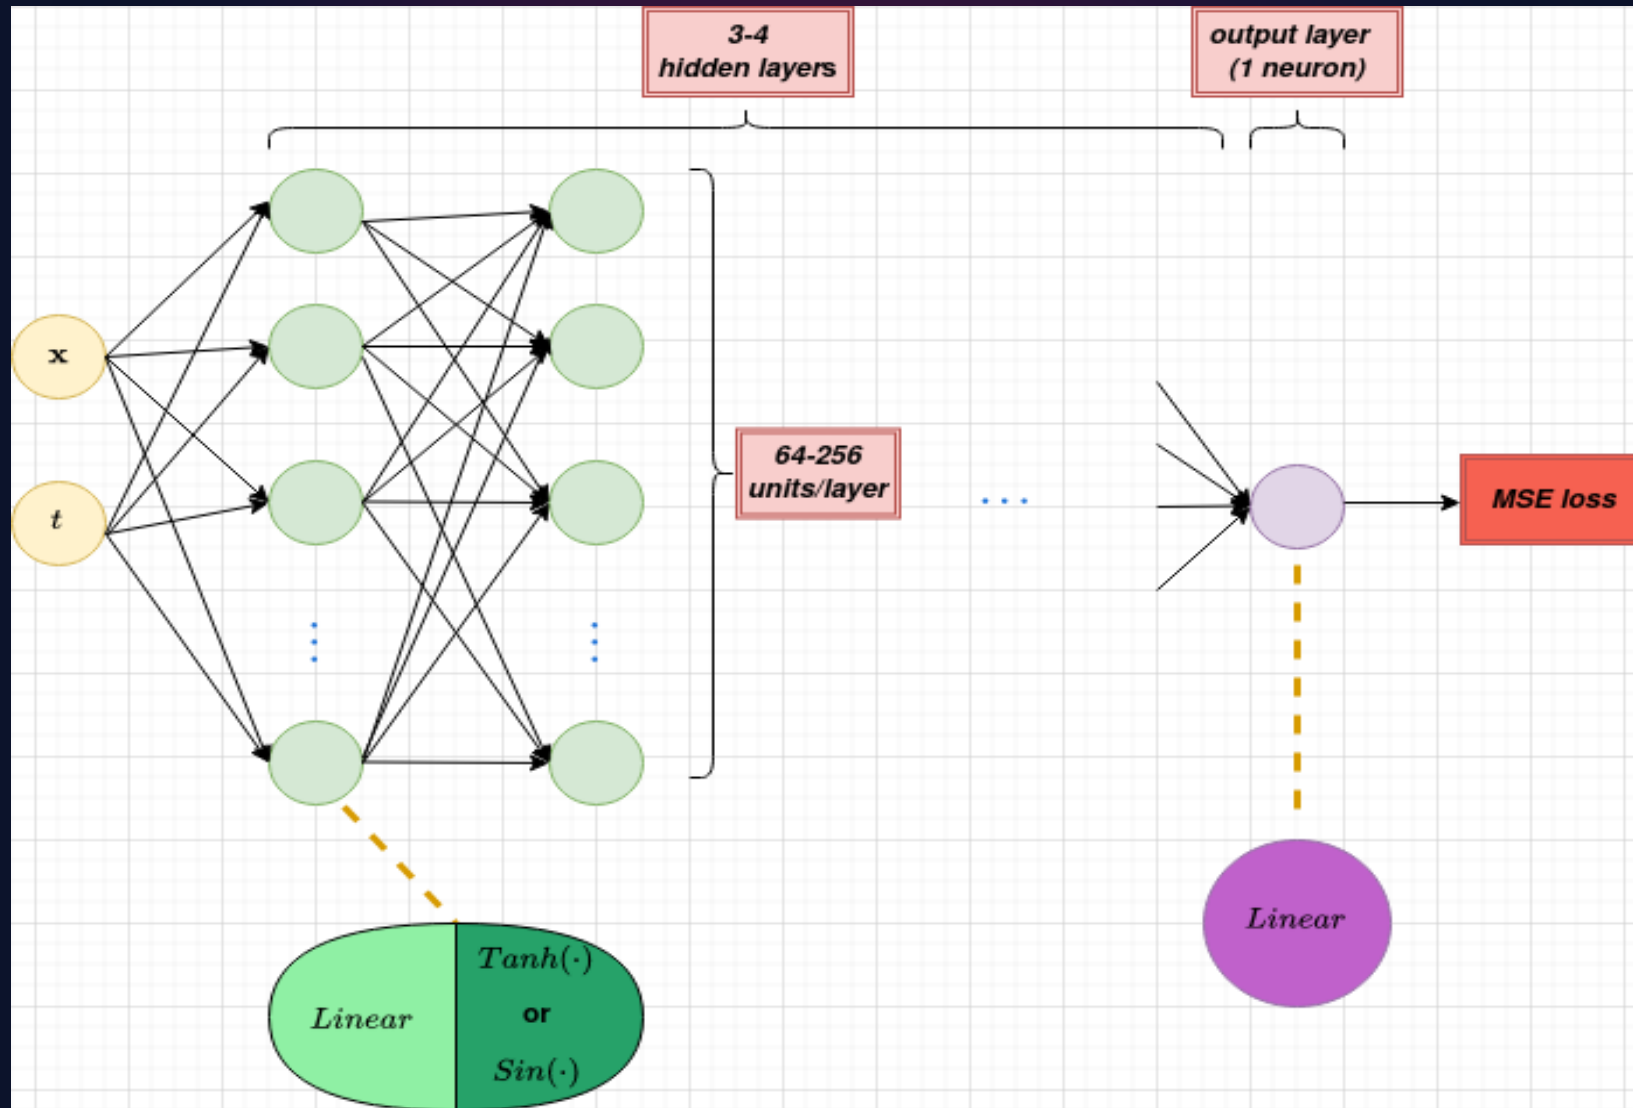 3-4
hidden layers
output layer
(1 neuron)
x
t
64-256
units/layer
...
MSE loss
Linear
Tanh(·)
or
Sin(·)
Linear